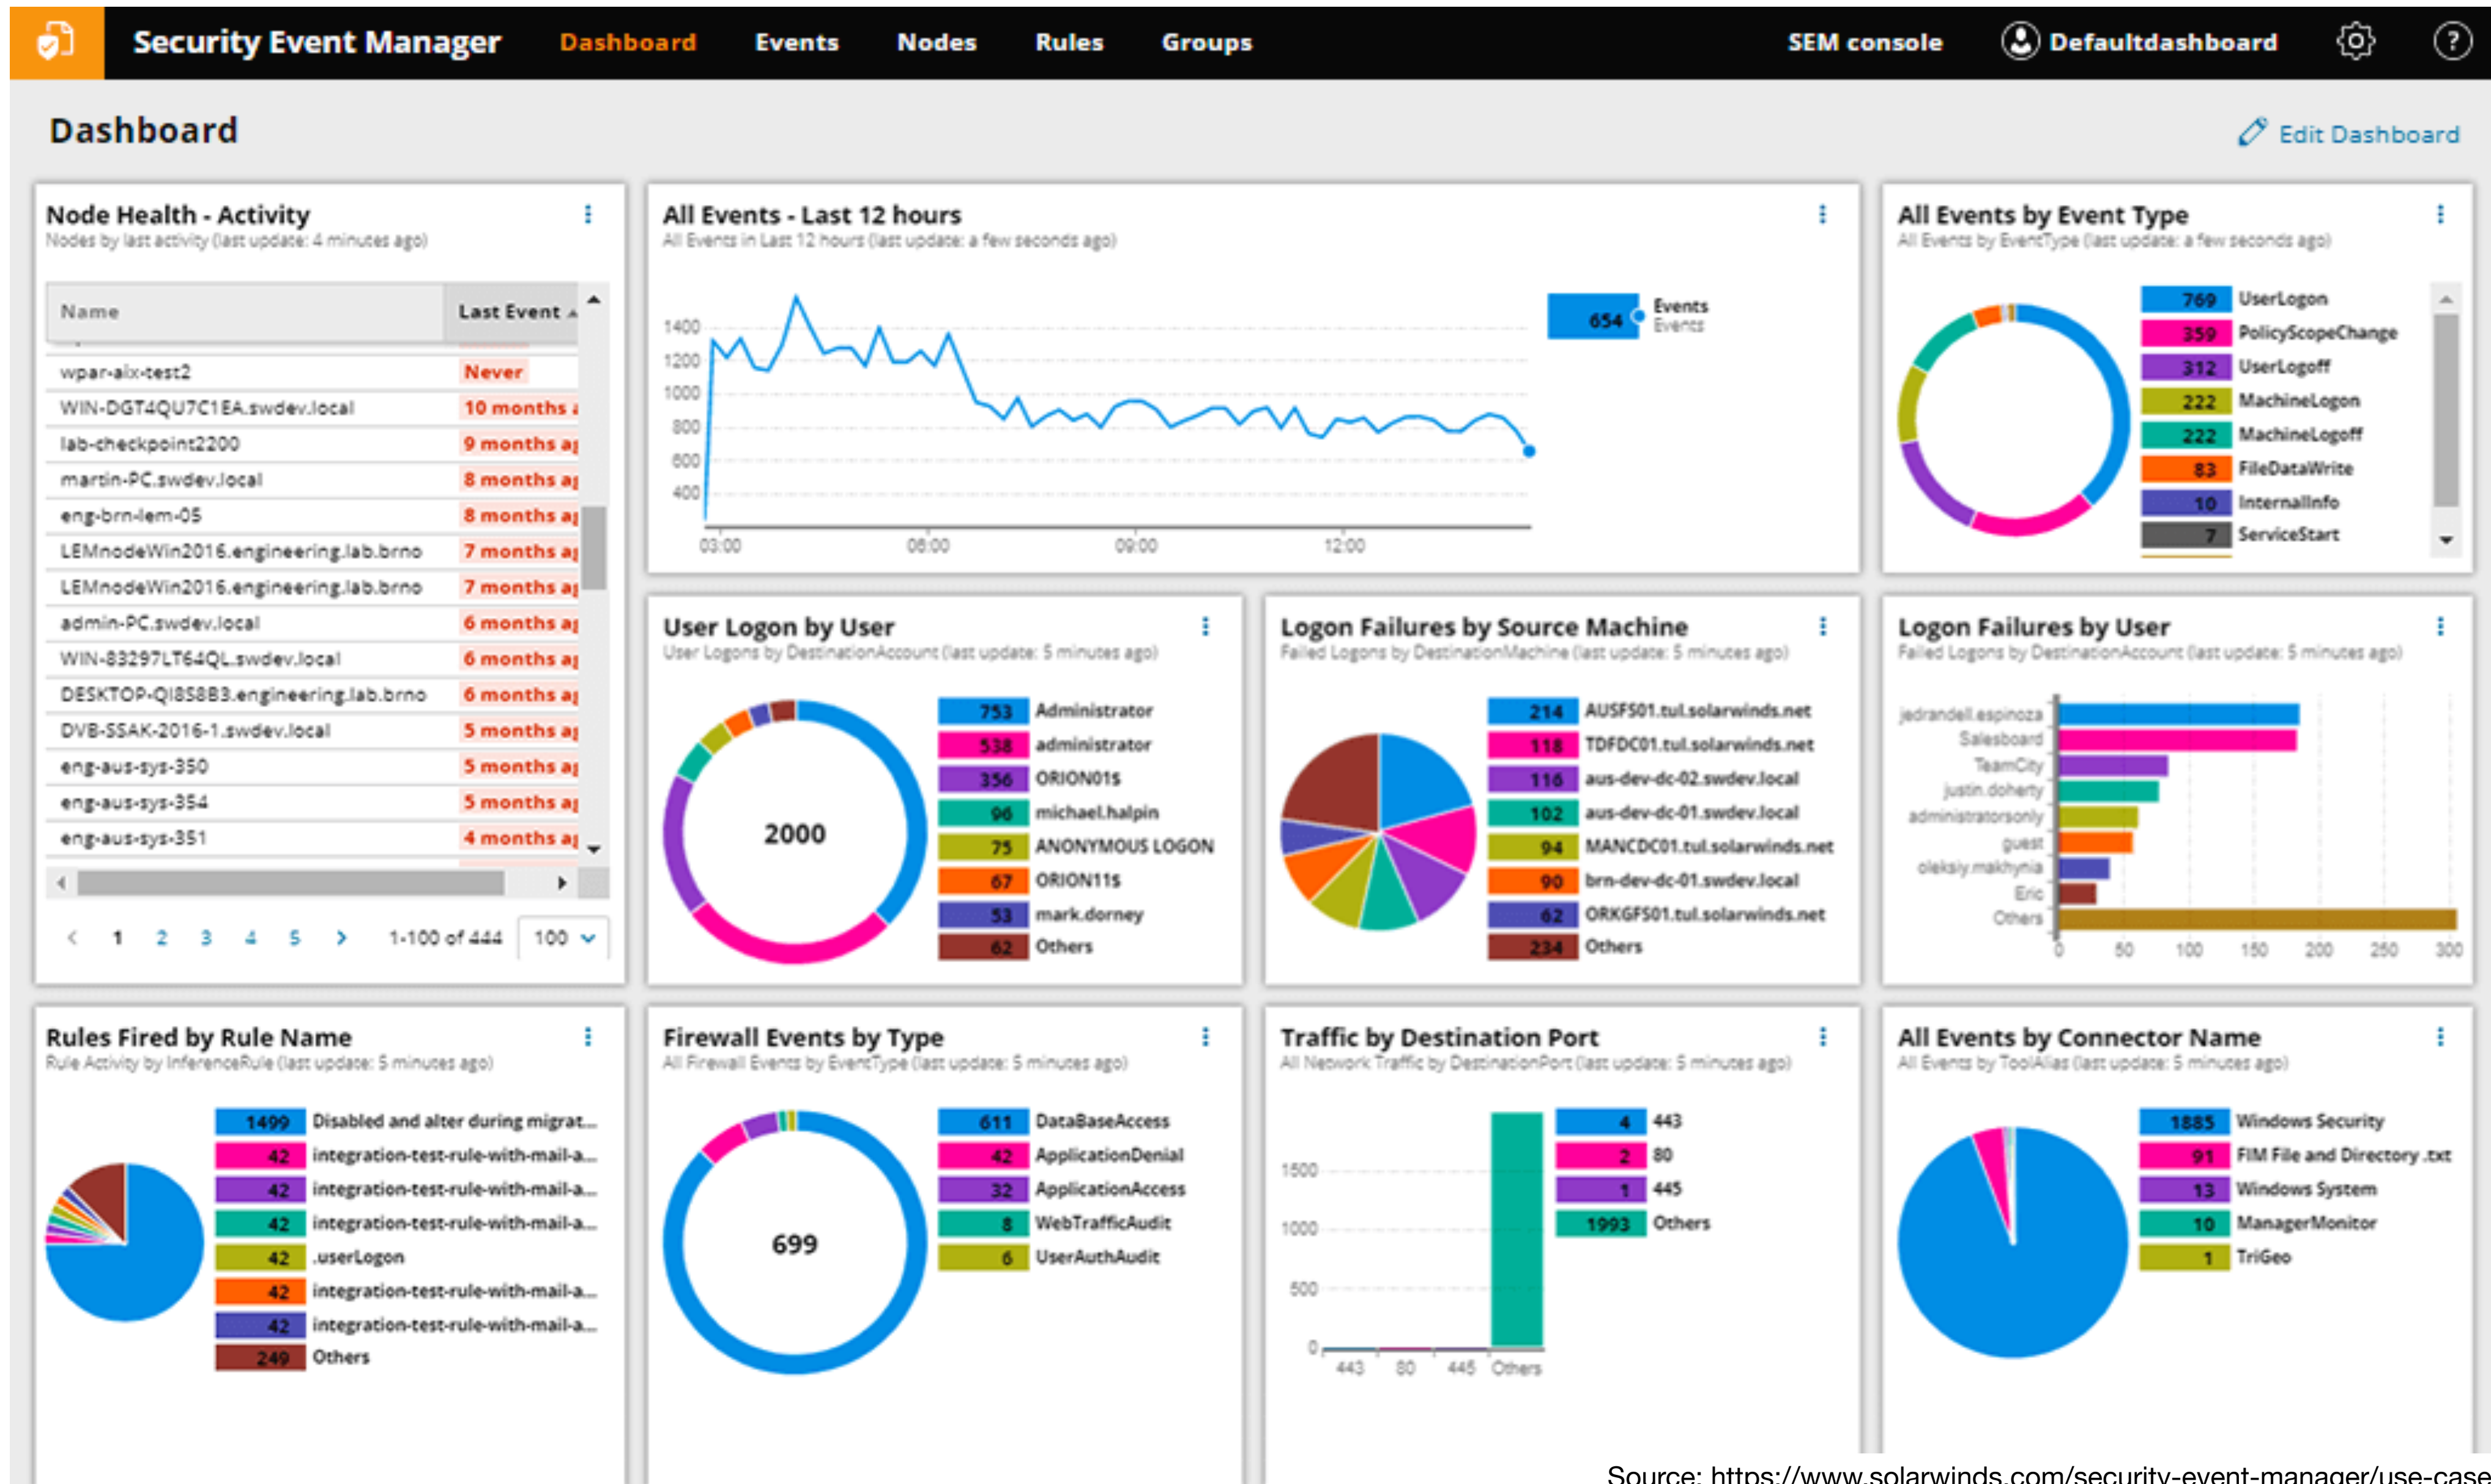 Security Event Manager Dashboard Events Nodes Rules Groups SEM console Defaultdashboard ?
Dashboard
Edit Dashboard
Node Health - Activity
Nodes by last activity (last update: 4 minutes ago)
Name Last Event
wpar-aix-test2 Never
WIN-DGT4QU7C1EA.swdev.local 10 months a
lab-checkpoint2200 9 months ag
martin-PC.swdev.local 8 months ag
eng-brn-lem-05 8 months ag
LEMnodeWin2016.engineering.lab.brno 7 months ag
LEMnodeWin2016.engineering.lab.brno 7 months ag
admin-PC.swdev.local 6 months ag
WIN-83297LT64QL.swdev.local 6 months ag
DESKTOP-QI8S8B3.engineering.lab.brno 6 months ag
DVB-SSAK-2016-1.swdev.local 5 months ag
eng-aus-sys-350 5 months ag
eng-aus-sys-354 5 months ag
eng-aus-sys-351 4 months ag
< 1 2 3 4 5 > 1-100 of 444 100
All Events - Last 12 hours
All Events in Last 12 hours (last update: a few seconds ago)
1400
1200
1000
800
600
400
03:00 06:00 09:00 12:00
654 Events
Events
All Events by Event Type
All Events by EventType (last update: a few seconds ago)
769 UserLogon
359 PolicyScopeChange
312 UserLogoff
222 MachineLogon
222 MachineLogoff
83 FileDataWrite
10 InternalInfo
7 ServiceStart
User Logon by User
User Logons by DestinationAccount (last update: 5 minutes ago)
2000
753 Administrator
538 administrator
356 ORION01$
96 michael.halpin
75 ANONYMOUS LOGON
67 ORION11$
53 mark.dorney
62 Others
Logon Failures by Source Machine
Failed Logons by DestinationMachine (last update: 5 minutes ago)
214 AUSFS01.tul.solarwinds.net
118 TDFDC01.tul.solarwinds.net
116 aus-dev-dc-02.swdev.local
102 aus-dev-dc-01.swdev.local
94 MANCDC01.tul.solarwinds.net
90 brn-dev-dc-01.swdev.local
62 ORKGFS01.tul.solarwinds.net
234 Others
Logon Failures by User
Failed Logons by DestinationAccount (last update: 5 minutes ago)
jedrandell.espinoza
Salesboard
TeamCity
justin.doherty
administratorsonly
guest
oleksiy.makhynia
Eric
Others
0 50 100 150 200 250 300
Rules Fired by Rule Name
Rule Activity by InferenceRule (last update: 5 minutes ago)
1499 Disabled and alter during migrat...
42 integration-test-rule-with-mail-a...
42 integration-test-rule-with-mail-a...
42 integration-test-rule-with-mail-a...
42 .userLogon
42 integration-test-rule-with-mail-a...
42 integration-test-rule-with-mail-a...
249 Others
Firewall Events by Type
All Firewall Events by EventType (last update: 5 minutes ago)
699
611 DataBaseAccess
42 ApplicationDenial
32 ApplicationAccess
8 WebTrafficAudit
6 UserAuthAudit
Traffic by Destination Port
All Network Traffic by DestinationPort (last update: 5 minutes ago)
1500
1000
500
0
443 80 445 Others
4 443
2 80
1 445
1993 Others
All Events by Connector Name
All Events by ToolAlias (last update: 5 minutes ago)
1885 Windows Security
91 FIM File and Directory .txt
13 Windows System
10 ManagerMonitor
1 TriGeo
Source: https://www.solarwinds.com/security-event-manager/use-case